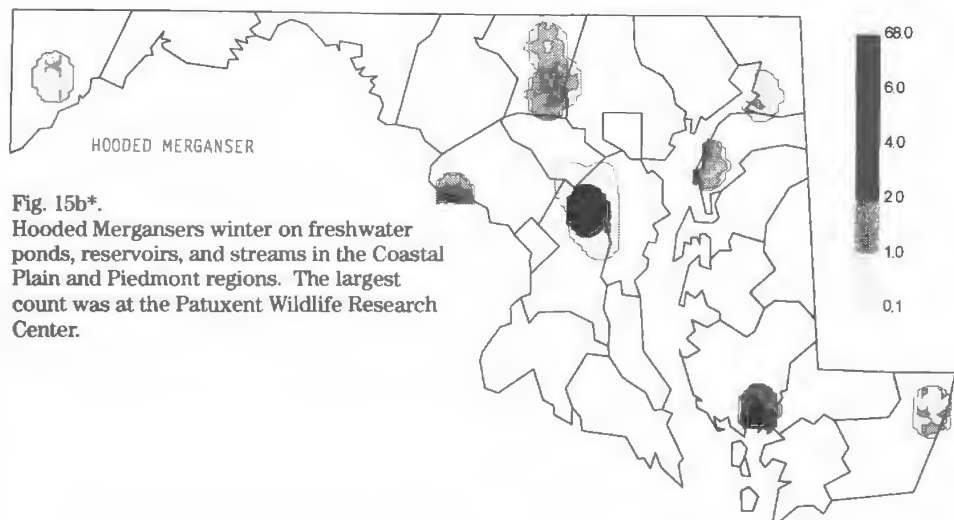 HOODED MERGANSER
Fig. 15b*.
Hooded Mergansers winter on freshwater
ponds, reservoirs, and streams in the Coastal
Plain and Piedmont regions. The largest
count was at the Patuxent Wildlife Research
Center.
68.0
6.0
4.0
2.0
1.0
0.1